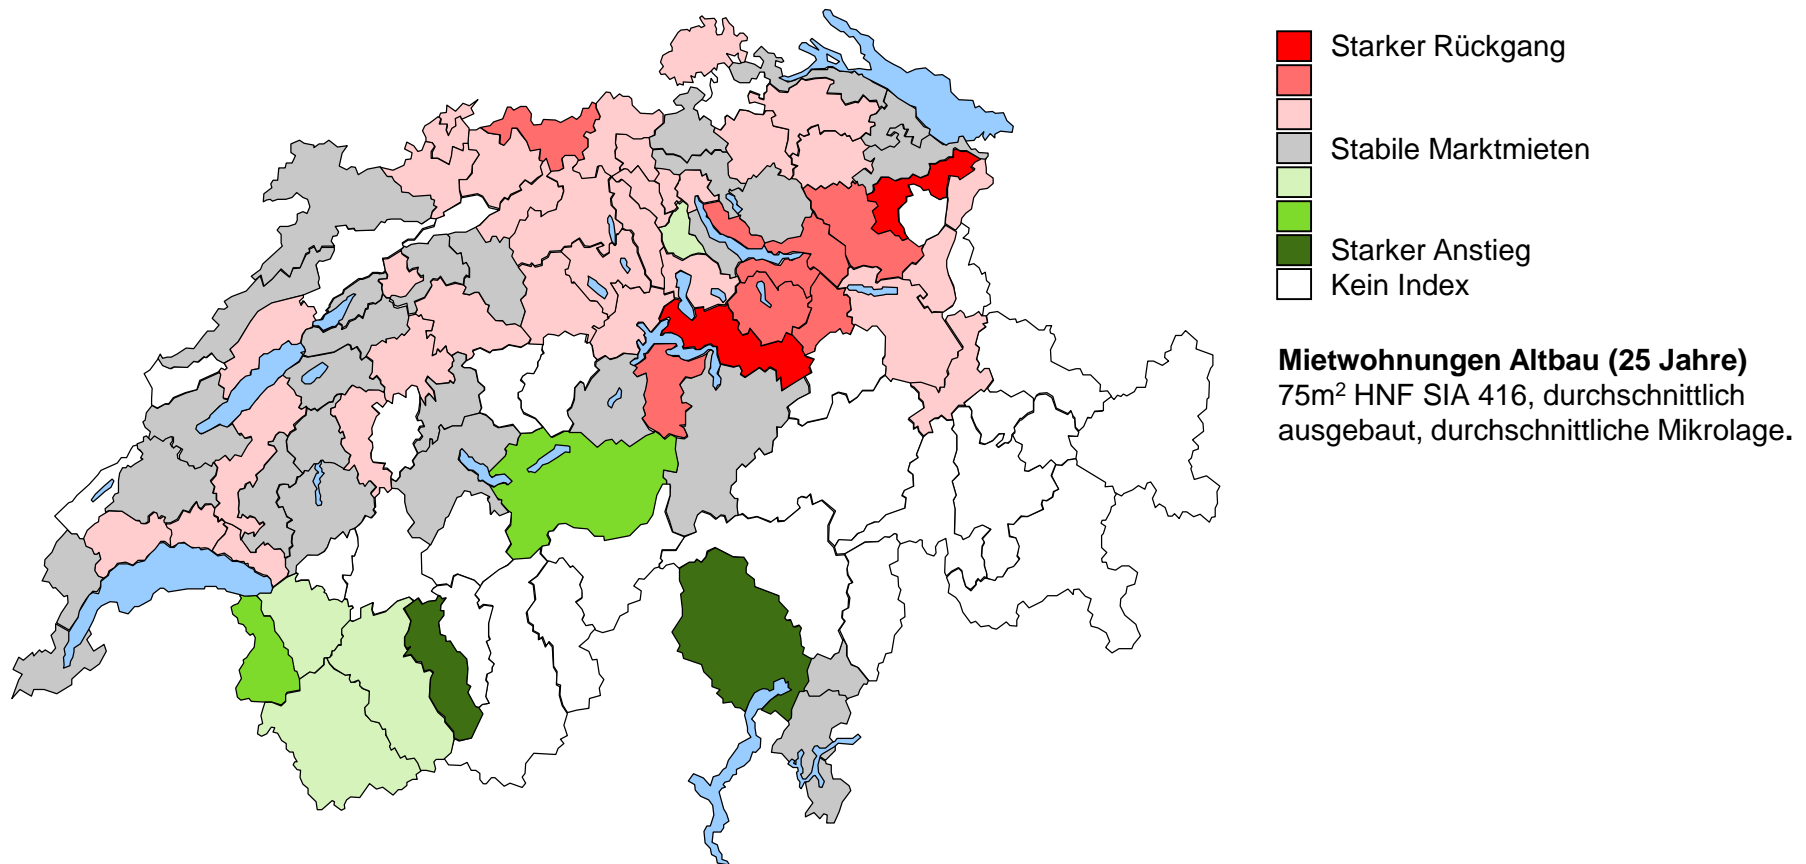 Starker Rückgang
Stabile Marktmieten
Starker Anstieg
Kein Index
Mietwohnungen Altbau (25 Jahre)
75m² HNF SIA 416, durchschnittlich
ausgebaut, durchschnittliche Mikrolage.